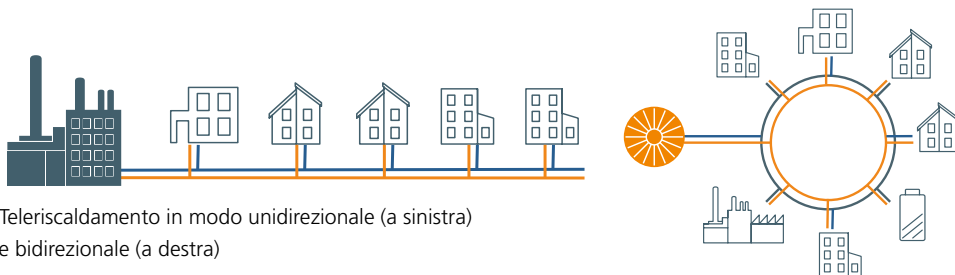 Teleriscaldamento in modo unidirezionale (a sinistra)
e bidirezionale (a destra)